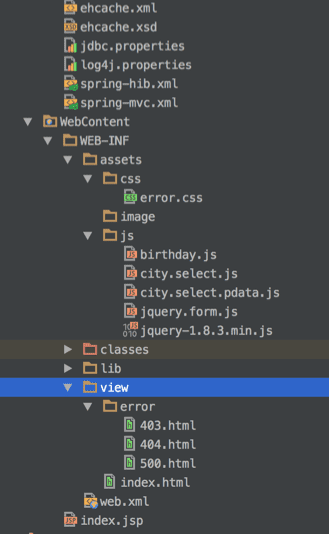 ehcache.xml
ehcache.xsd
jdbc.properties
log4j.properties
spring-hib.xml
spring-mvc.xml
WebContent
WEB-INF
assets
css
error.css
image
js
birthday.js
city.select.js
city.select.pdata.js
jquery.form.js
jquery-1.8.3.min.js
classes
lib
view
error
403.html
404.html
500.html
index.html
web.xml
index.jsp